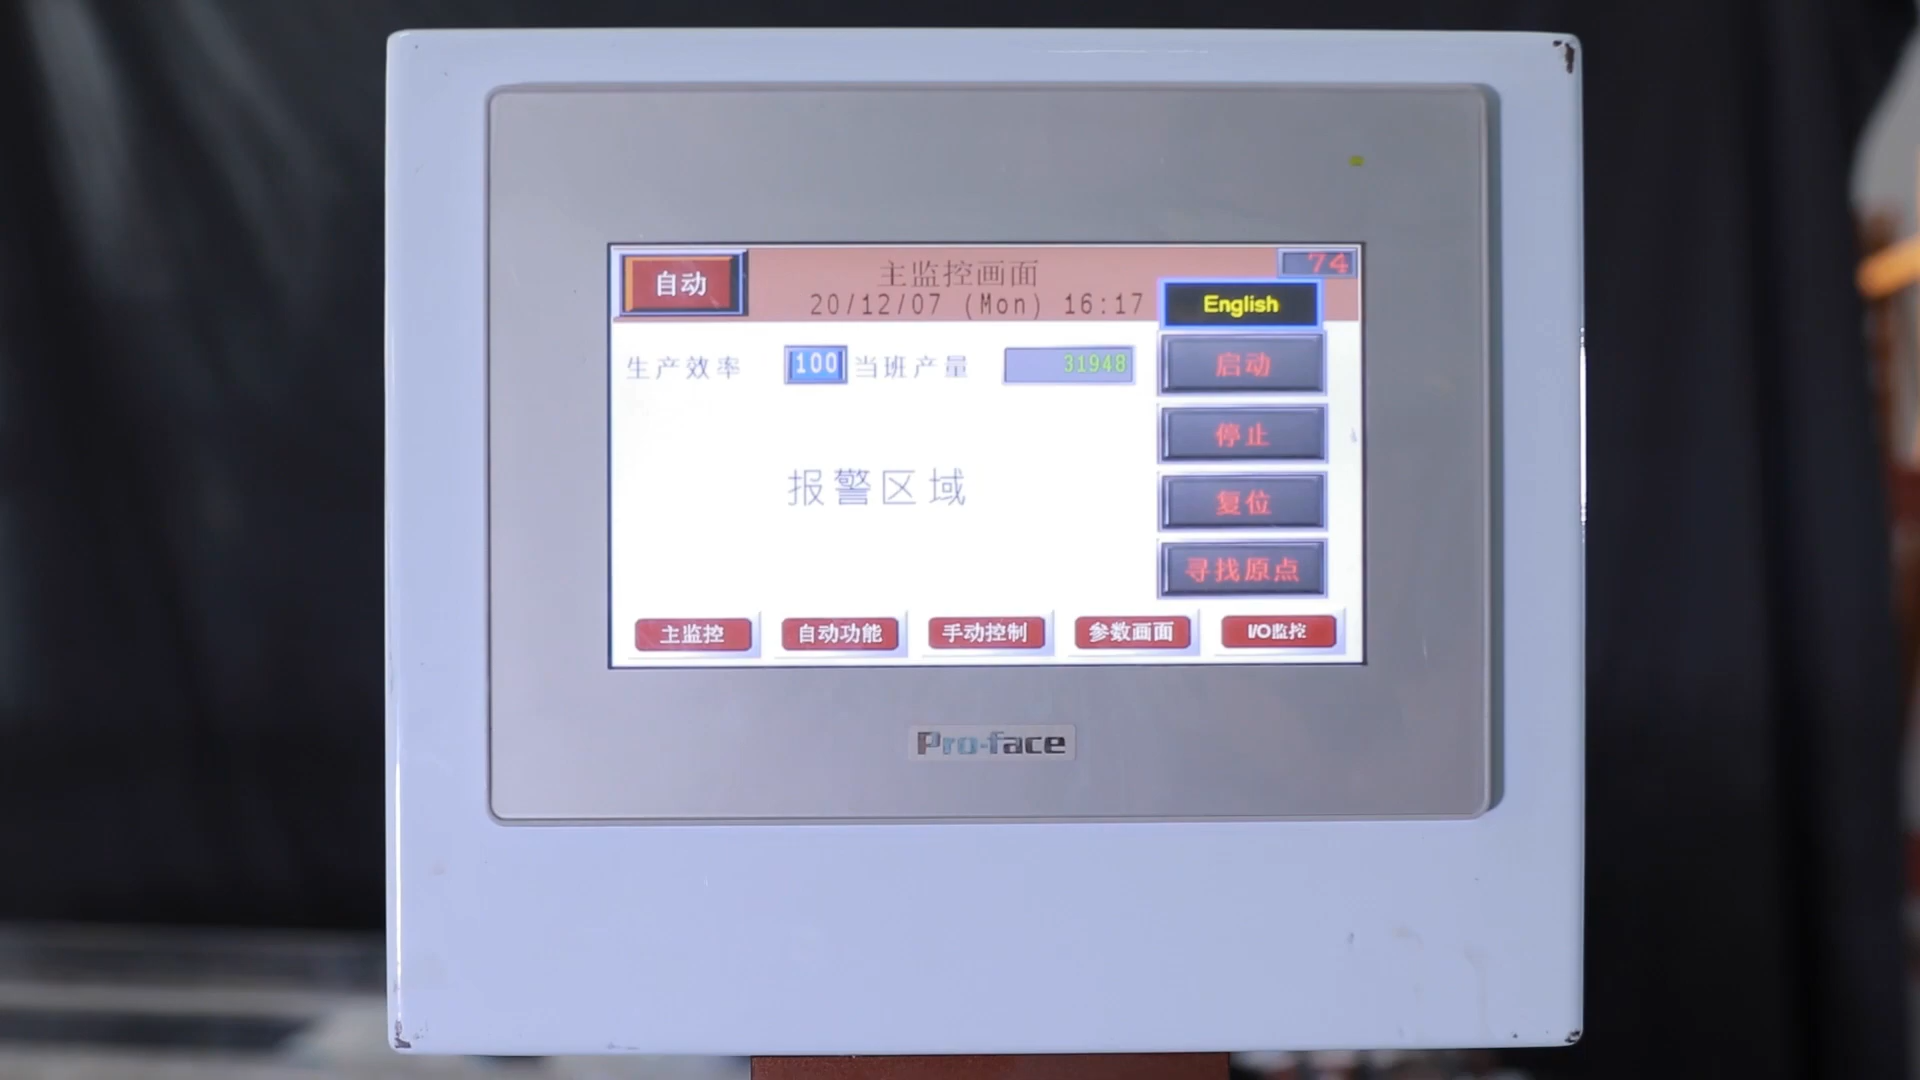 自动
主监控画面
74
20/12/07 (Mon) 16:17
English
生产效率 100 当班产量 31948
启动
停止
报警区域
复位
寻找原点
主监控 自动功能 手动控制 参数画面 I/O监控
Pro-face